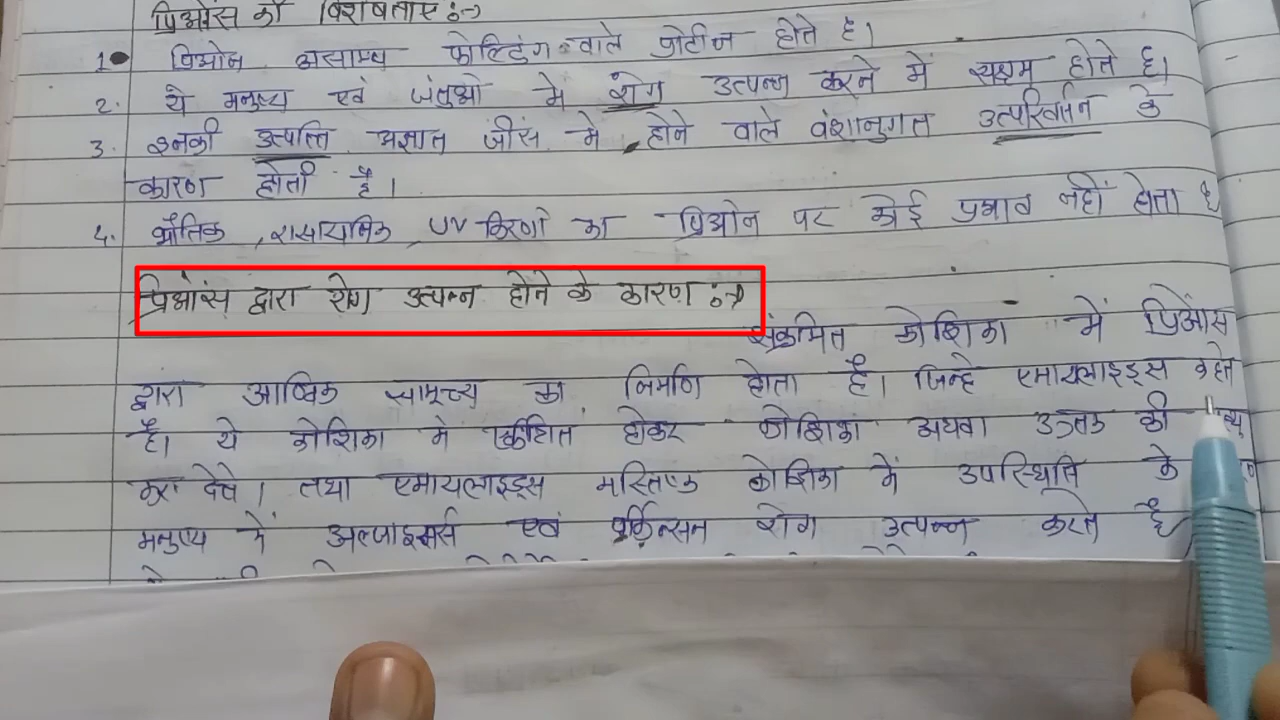 प्रिओंस की विशेषताए :->
1. प्रिओन असामान्य फोल्डिंग वाले प्रोटीन होते है।
2. ये मनुष्य एवं जंतुओ में रोग उत्पन्न करने में सक्षम होते है।
3. इनकी उत्पत्ति अज्ञात जींस मे होने वाले वंशानुगत उत्परिवर्तन के
कारण होती है।
4. भौतिक, रासायनिक, UV किरणो का प्रिओन पर कोई प्रभाव नहीं होता है
प्रिओंस द्वारा रोग उत्पन्न होने के कारण :->
संक्रमित कोशिका में प्रिओंस
द्वारा आण्विक सामूच्य का निर्माण होता है। जिन्हे एमायलाइड्स कहते
है। ये कोशिका मे एकत्रित होकर कोशिका अथवा उत्तक को
कर देते। तथा एमायलाइड्स मस्तिष्क कोशिका में उपस्थिति के
मनुष्य में अल्जाइमर्स एवं पर्किन्सन रोग उत्पन्न करते है